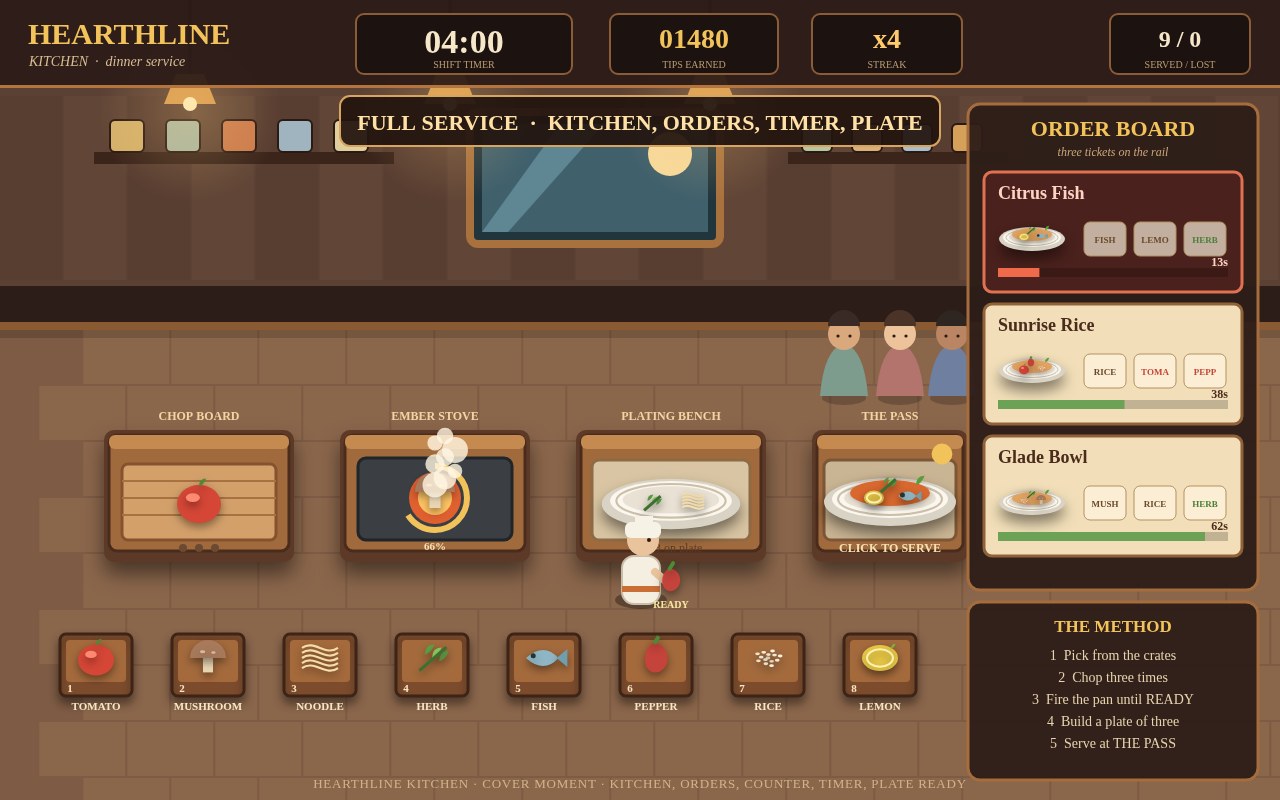 HEARTHLINE
KITCHEN · dinner service
04:00
SHIFT TIMER
01480
TIPS EARNED
x4
STREAK
9 / 0
SERVED / LOST
FULL SERVICE · KITCHEN, ORDERS, TIMER, PLATE
ORDER BOARD
three tickets on the rail
Citrus Fish
FISH LEMO HERB
13s
Sunrise Rice
RICE TOMA PEPP
38s
Glade Bowl
MUSH RICE HERB
62s
CHOP BOARD EMBER STOVE PLATING BENCH THE PASS
66%
on plate
CLICK TO SERVE
READY
1 2 3 4 5 6 7 8
TOMATO MUSHROOM NOODLE HERB FISH PEPPER RICE LEMON
THE METHOD
1 Pick from the crates
2 Chop three times
3 Fire the pan until READY
4 Build a plate of three
5 Serve at THE PASS
HEARTHLINE KITCHEN · COVER MOMENT · KITCHEN, ORDERS, COUNTER, TIMER, PLATE READY